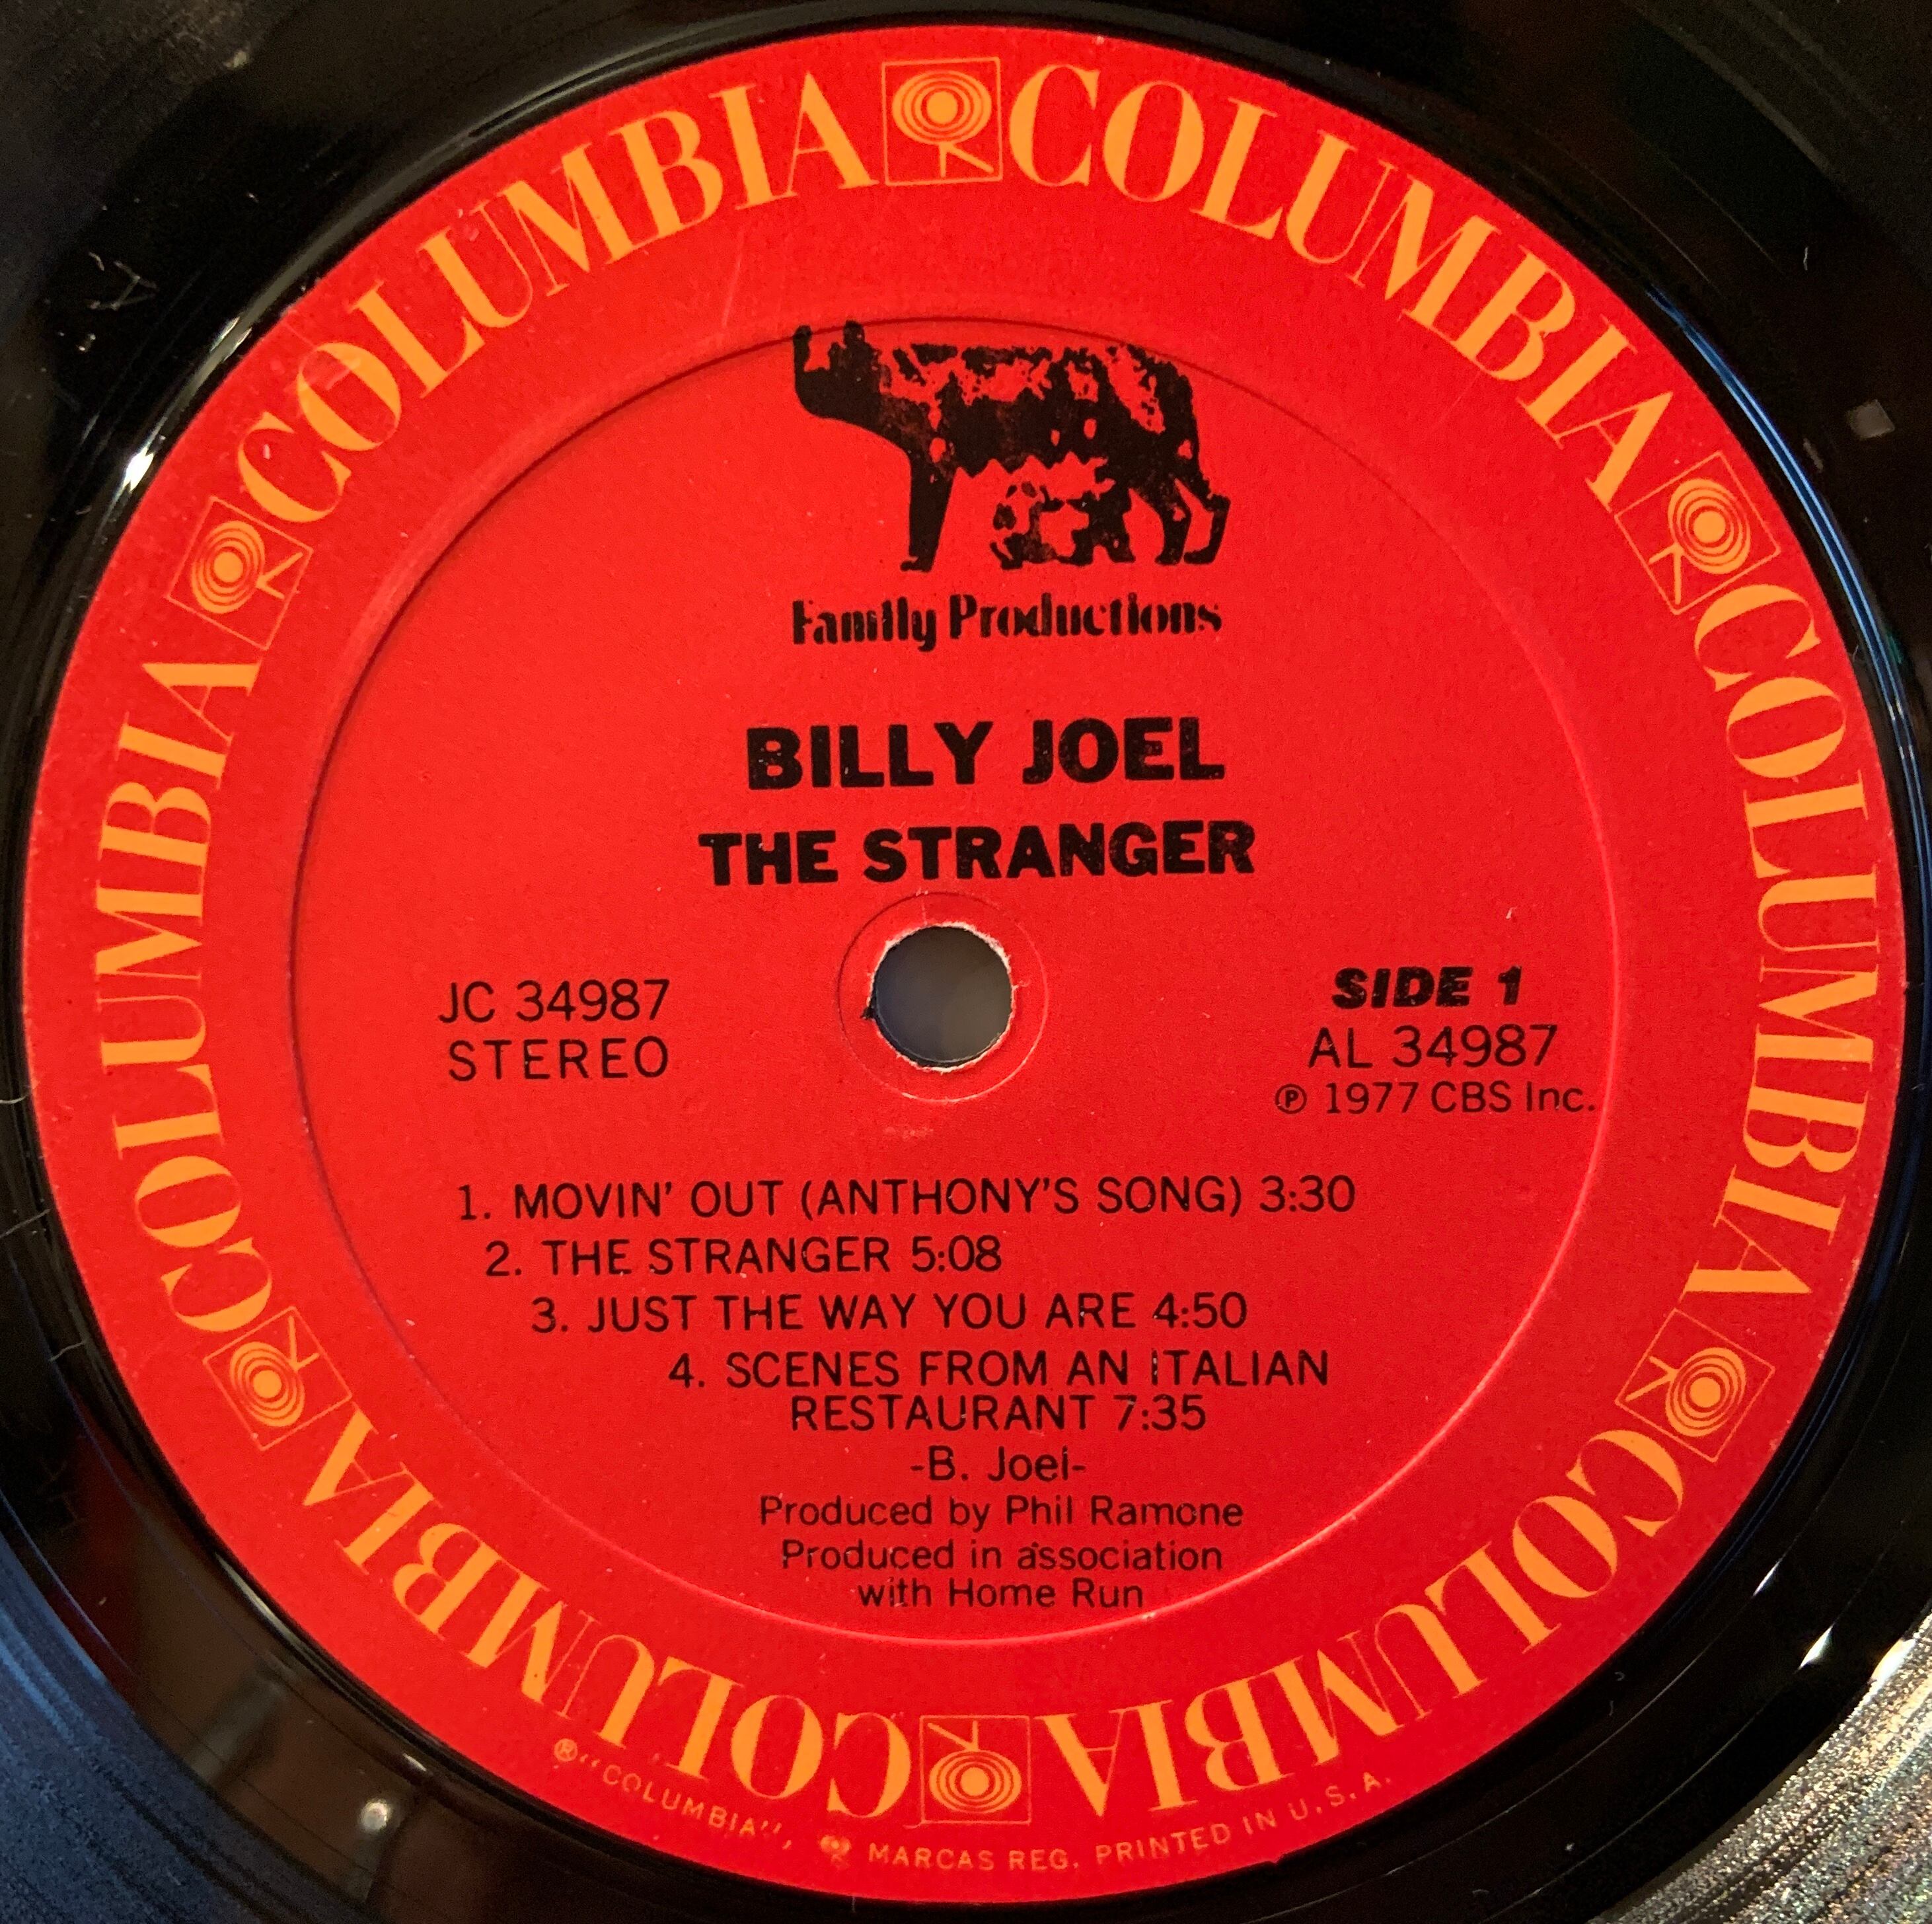 COLUMBIA COLUMBIA COLUMBIA COLUMBIA COLUMBIA COLUMBIA
Family Productions
BILLY JOEL
THE STRANGER
JC 34987
STEREO
SIDE 1
AL 34987
Ⓟ 1977 CBS Inc.
1. MOVIN' OUT (ANTHONY'S SONG) 3:30
2. THE STRANGER 5:08
3. JUST THE WAY YOU ARE 4:50
4. SCENES FROM AN ITALIAN
RESTAURANT 7:35
-B. Joel-
Produced by Phil Ramone
Produced in association
with Home Run
® "COLUMBIA", MARCAS REG. PRINTED IN U.S.A.